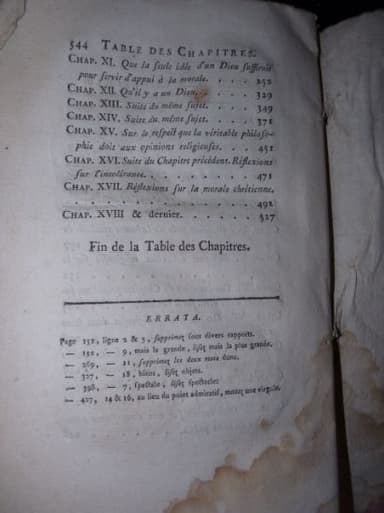 544 TABLE DES CHAPITRES.
CHAP. XI. Que la seule idée d'un Dieu suffiroit
pour servir d'appui à la morale. . . . 252
CHAP. XII. Qu'il y a un Dieu. . . . . 329
CHAP. XIII. Suite du même sujet. . . . 349
CHAP. XIV. Suite du même sujet. . . . 371
CHAP. XV. Sur le respect que la véritable philoso-
phie doit aux opinions religieuses. . . . 451
CHAP. XVI. Suite du Chapitre précédent. Réflexions
sur l'intolérance. . . . . . . . 471
CHAP. XVII. Réflexions sur la morale chrétienne.
. . . . . . . . . . . . . 492
CHAP. XVIII & dernier. . . . . . . 527
Fin de la Table des Chapitres.
ERRATA.
Page 151, ligne 2 & 3, supprimez sous divers rapports.
— 152, — 9, mais la grande, lisez mais la plus grande.
— 269, — 11, supprimez les deux mots dans.
— 327, — 18, biens, lisez objets.
— 398, — 7, spectable, lisez spectacle:
— 427, 14 & 16, au lieu du point admiratif, mettez une virgule.